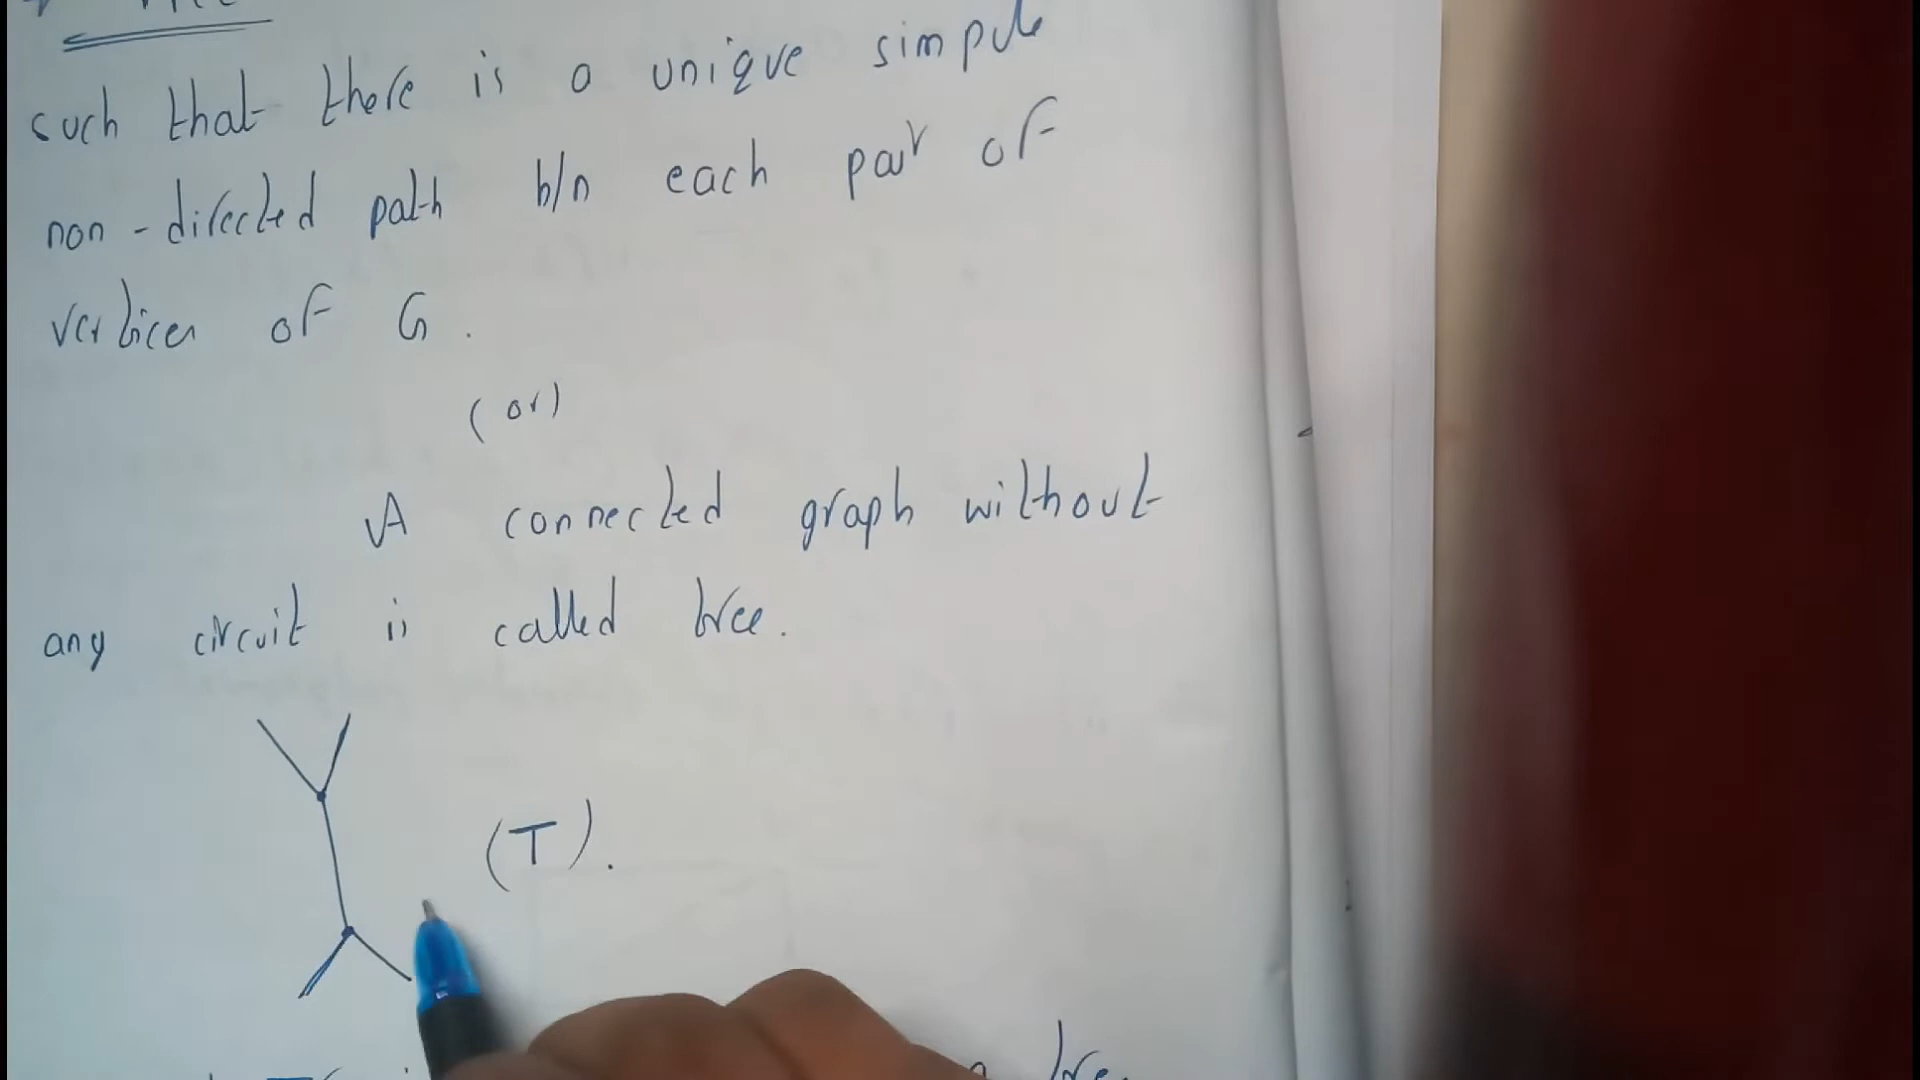 such that there is a unique simple
non-directed path b/n each pair of
vertices of G.
(or)
A connected graph without
any circuit is called tree.
(T).
tree